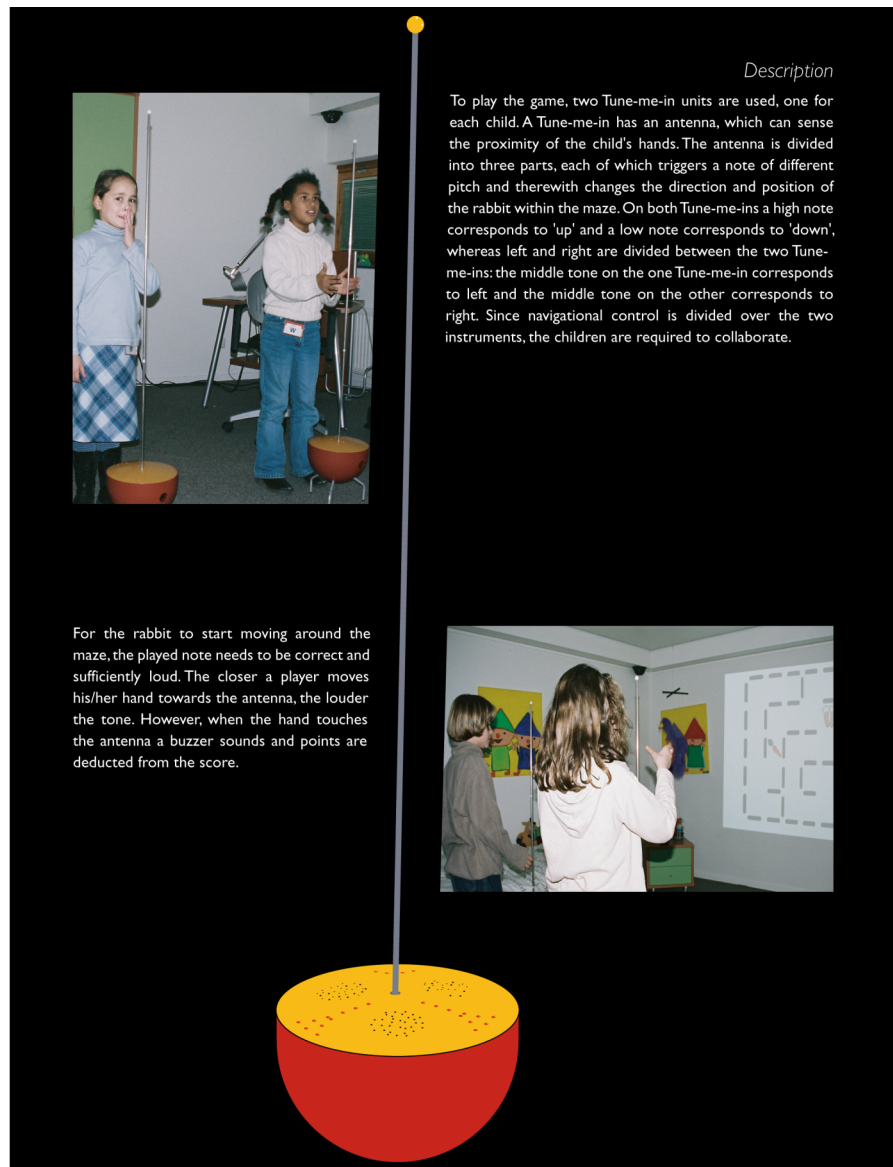 Description
To play the game, two Tune-me-in units are used, one for
each child. A Tune-me-in has an antenna, which can sense
the proximity of the child's hands. The antenna is divided
into three parts, each of which triggers a note of different
pitch and therewith changes the direction and position of
the rabbit within the maze. On both Tune-me-ins a high note
corresponds to 'up' and a low note corresponds to 'down',
whereas left and right are divided between the two Tune-
me-ins: the middle tone on the one Tune-me-in corresponds
to left and the middle tone on the other corresponds to
right. Since navigational control is divided over the two
instruments, the children are required to collaborate.
W
For the rabbit to start moving around the
maze, the played note needs to be correct and
sufficiently loud. The closer a player moves
his/her hand towards the antenna, the louder
the tone. However, when the hand touches
the antenna a buzzer sounds and points are
deducted from the score.